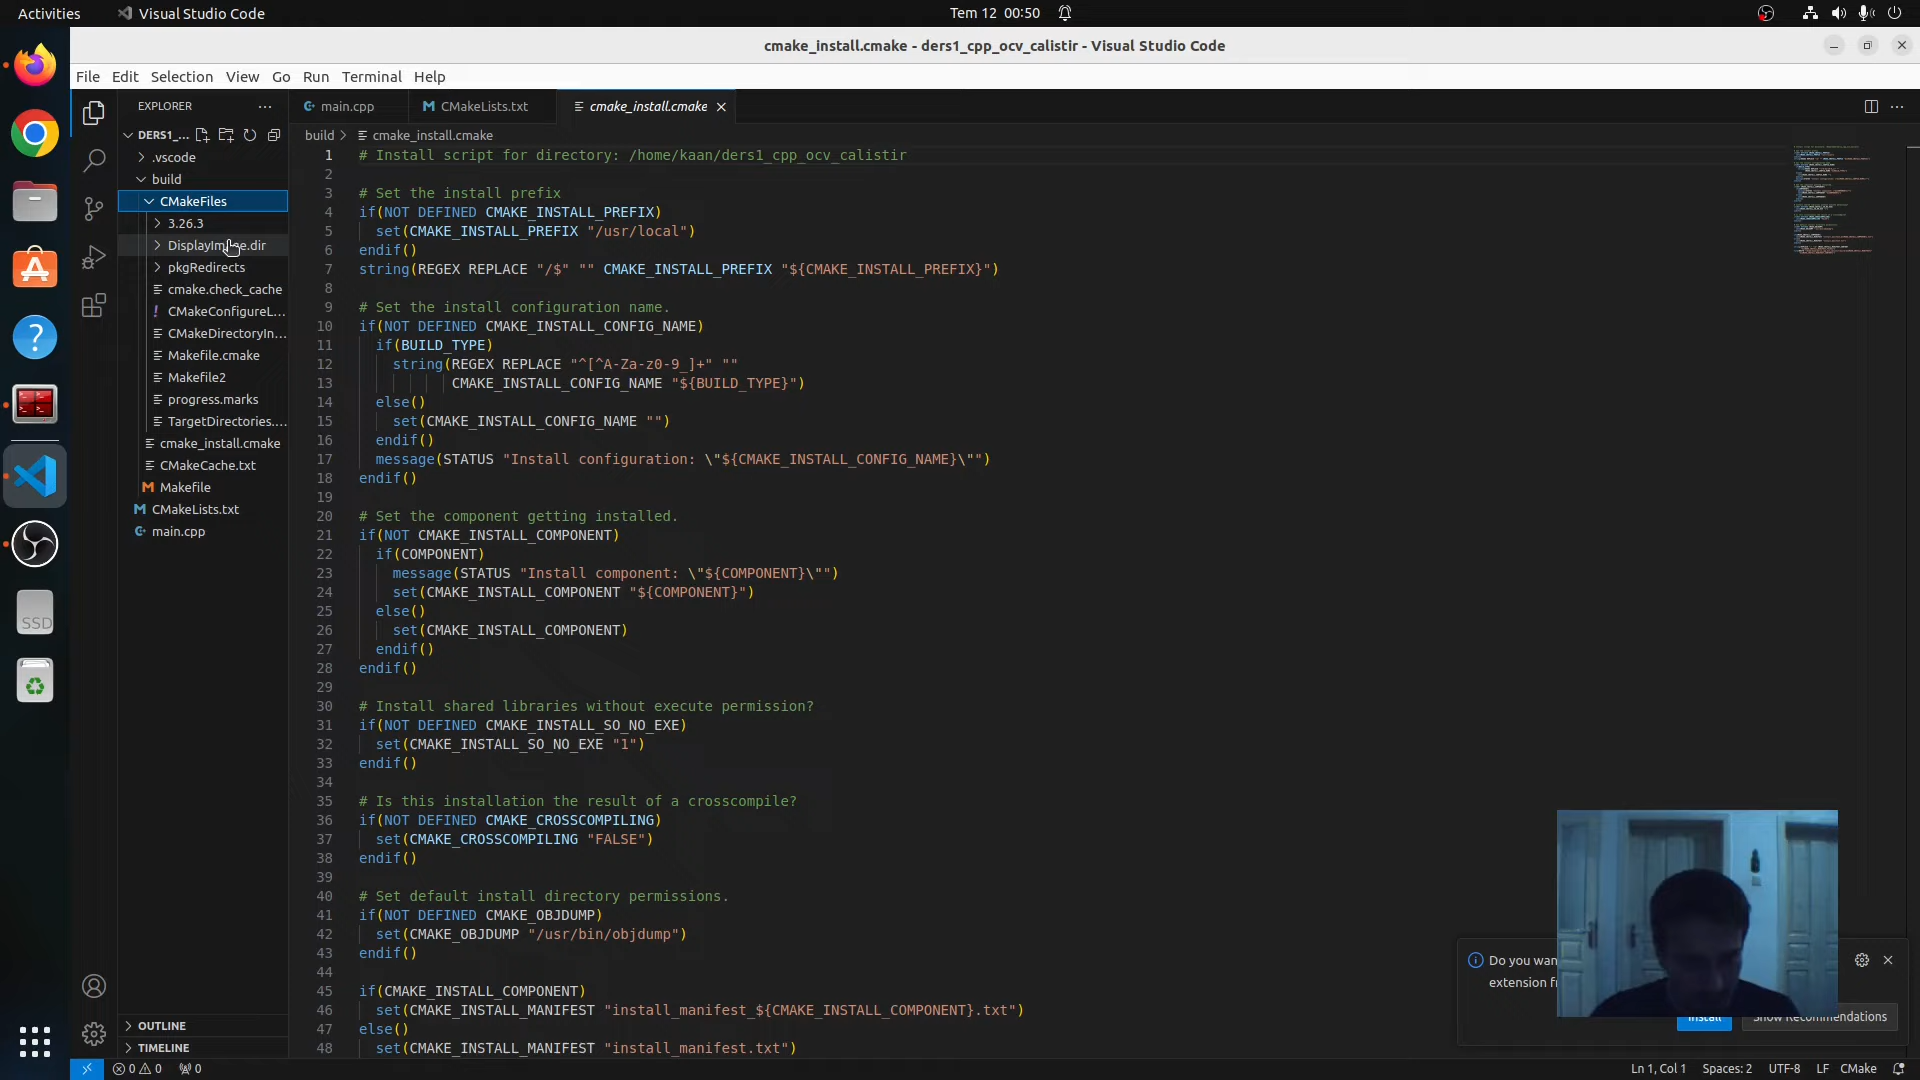 Activities
Visual Studio Code
Tem 12 00:50
cmake_install.cmake - ders1_cpp_ocv_calistir - Visual Studio Code
File Edit Selection View Go Run Terminal Help
EXPLORER
main.cpp
CMakeLists.txt
cmake_install.cmake
DERS1_...
build > cmake_install.cmake
.vscode
build
CMakeFiles
3.26.3
pkgRedirects
cmake.check_cache
CMakeConfigureL...
CMakeDirectoryIn...
Makefile.cmake
Makefile2
progress.marks
TargetDirectories....
cmake_install.cmake
CMakeCache.txt
Makefile
CMakeLists.txt
main.cpp
OUTLINE
TIMELINE
1 # Install script for directory: /home/kaan/ders1_cpp_ocv_calistir
2
3 # Set the install prefix
4 if(NOT DEFINED CMAKE_INSTALL_PREFIX)
5 set(CMAKE_INSTALL_PREFIX "/usr/local")
6 endif()
7 string(REGEX REPLACE "/$" "" CMAKE_INSTALL_PREFIX "${CMAKE_INSTALL_PREFIX}")
8
9 # Set the install configuration name.
10 if(NOT DEFINED CMAKE_INSTALL_CONFIG_NAME)
11 if(BUILD_TYPE)
12 string(REGEX REPLACE "^[^A-Za-z0-9_]+" ""
13 CMAKE_INSTALL_CONFIG_NAME "${BUILD_TYPE}")
14 else()
15 set(CMAKE_INSTALL_CONFIG_NAME "")
16 endif()
17 message(STATUS "Install configuration: \"${CMAKE_INSTALL_CONFIG_NAME}\"")
18 endif()
19
20 # Set the component getting installed.
21 if(NOT CMAKE_INSTALL_COMPONENT)
22 if(COMPONENT)
23 message(STATUS "Install component: \"${COMPONENT}\"")
24 set(CMAKE_INSTALL_COMPONENT "${COMPONENT}")
25 else()
26 set(CMAKE_INSTALL_COMPONENT)
27 endif()
28 endif()
29
30 # Install shared libraries without execute permission?
31 if(NOT DEFINED CMAKE_INSTALL_SO_NO_EXE)
32 set(CMAKE_INSTALL_SO_NO_EXE "1")
33 endif()
34
35 # Is this installation the result of a crosscompile?
36 if(NOT DEFINED CMAKE_CROSSCOMPILING)
37 set(CMAKE_CROSSCOMPILING "FALSE")
38 endif()
39
40 # Set default install directory permissions.
41 if(NOT DEFINED CMAKE_OBJDUMP)
42 set(CMAKE_OBJDUMP "/usr/bin/objdump")
43 endif()
44
45 if(CMAKE_INSTALL_COMPONENT)
46 set(CMAKE_INSTALL_MANIFEST "install_manifest_${CMAKE_INSTALL_COMPONENT}.txt")
47 else()
48 set(CMAKE_INSTALL_MANIFEST "install_manifest.txt")
SSD
Do you
extension
Install
Show Recommendations
0 0 0
Ln 1, Col 1 Spaces: 2 UTF-8 LF CMake